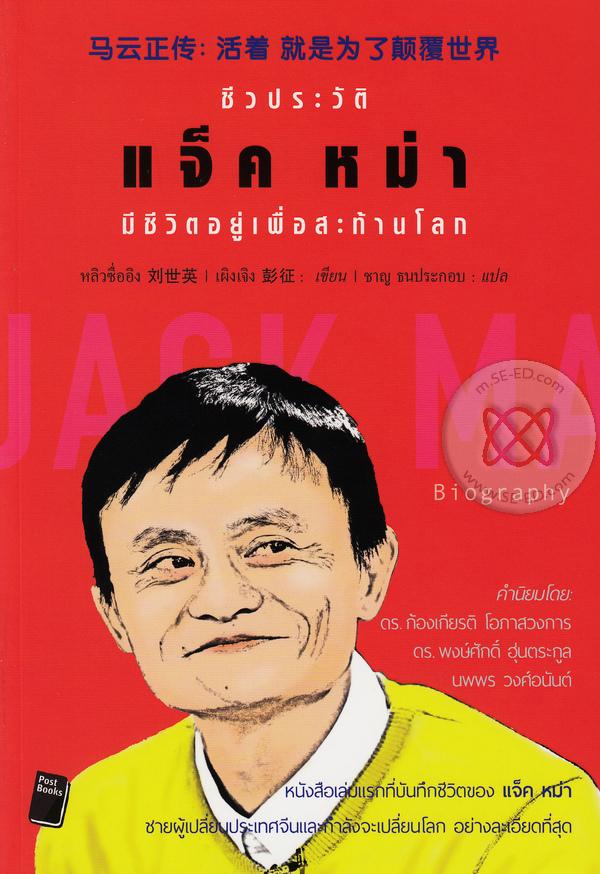 马云正传: 活着 就是为了颠覆世界
ชีวประวัติ
แจ็ค หม่า
มีชีวิตอยู่เพื่อสะท้านโลก
หลิวซื่ออิง 刘世英 | เผิงเจิง 彭征 : เขียน | ชาญ ธนประกอบ : แปล
JACK MA
m.SE-ED.com
www.SE-ED.com
Biography
คำนิยมโดย:
ดร. ก้องเกียรติ โอภาสวงการ
ดร. พงษ์ศักดิ์ ฮุ่นตระกูล
นพพร วงศ์อนันต์
Post
Books
หนังสือเล่มแรกที่บันทึกชีวิตของ แจ็ค หม่า
ชายผู้เปลี่ยนประเทศจีนและกำลังจะเปลี่ยนโลก อย่างละเอียดที่สุด